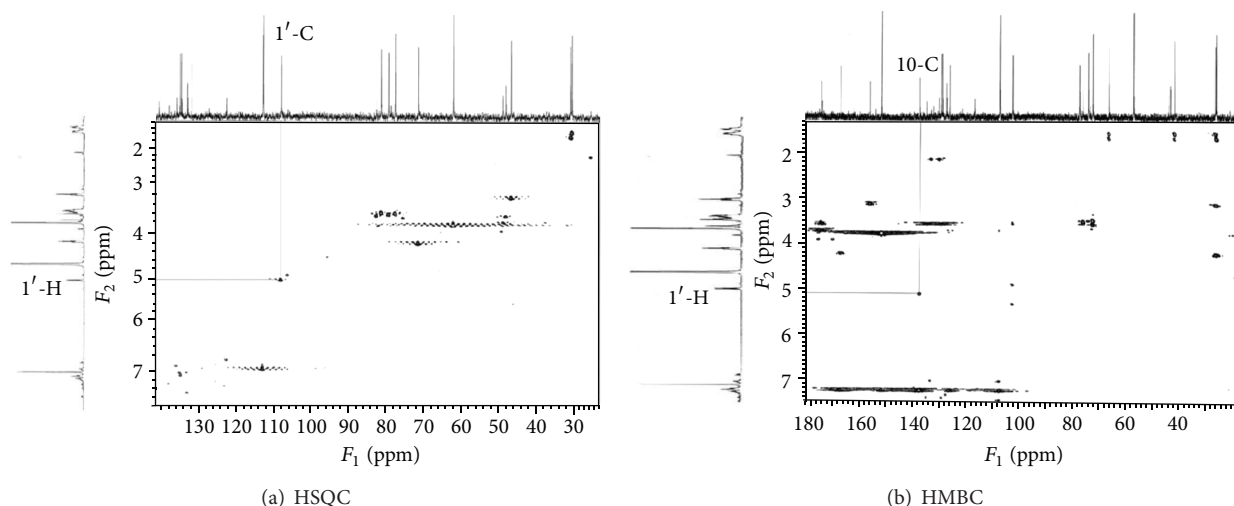 1′-C
1′-H
F2 (ppm)
2
3
4
5
6
7
130 120 110 100 90 80 70 60 50 40 30
F1 (ppm)
(a) HSQC
10-C
1′-H
F2 (ppm)
2
3
4
5
6
7
180 160 140 120 100 80 60 40 20
F1 (ppm)
(b) HMBC